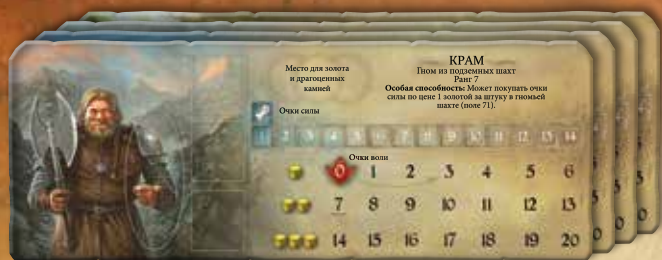 Место для золота
и драгоценных
камней
КРАМ
Гном из подземных шахт
Ранг 7
Особая способность: Может покупать очки
силы по цене 1 золотой за штуку в гномьей
шахте (поле 71).
Очки силы
1 2 3 4 5 6 7 8 9 10 11 12 13 14
Очки воли
0 1 2 3 4 5 6
7 8 9 10 11 12 13
14 15 16 17 18 19 20